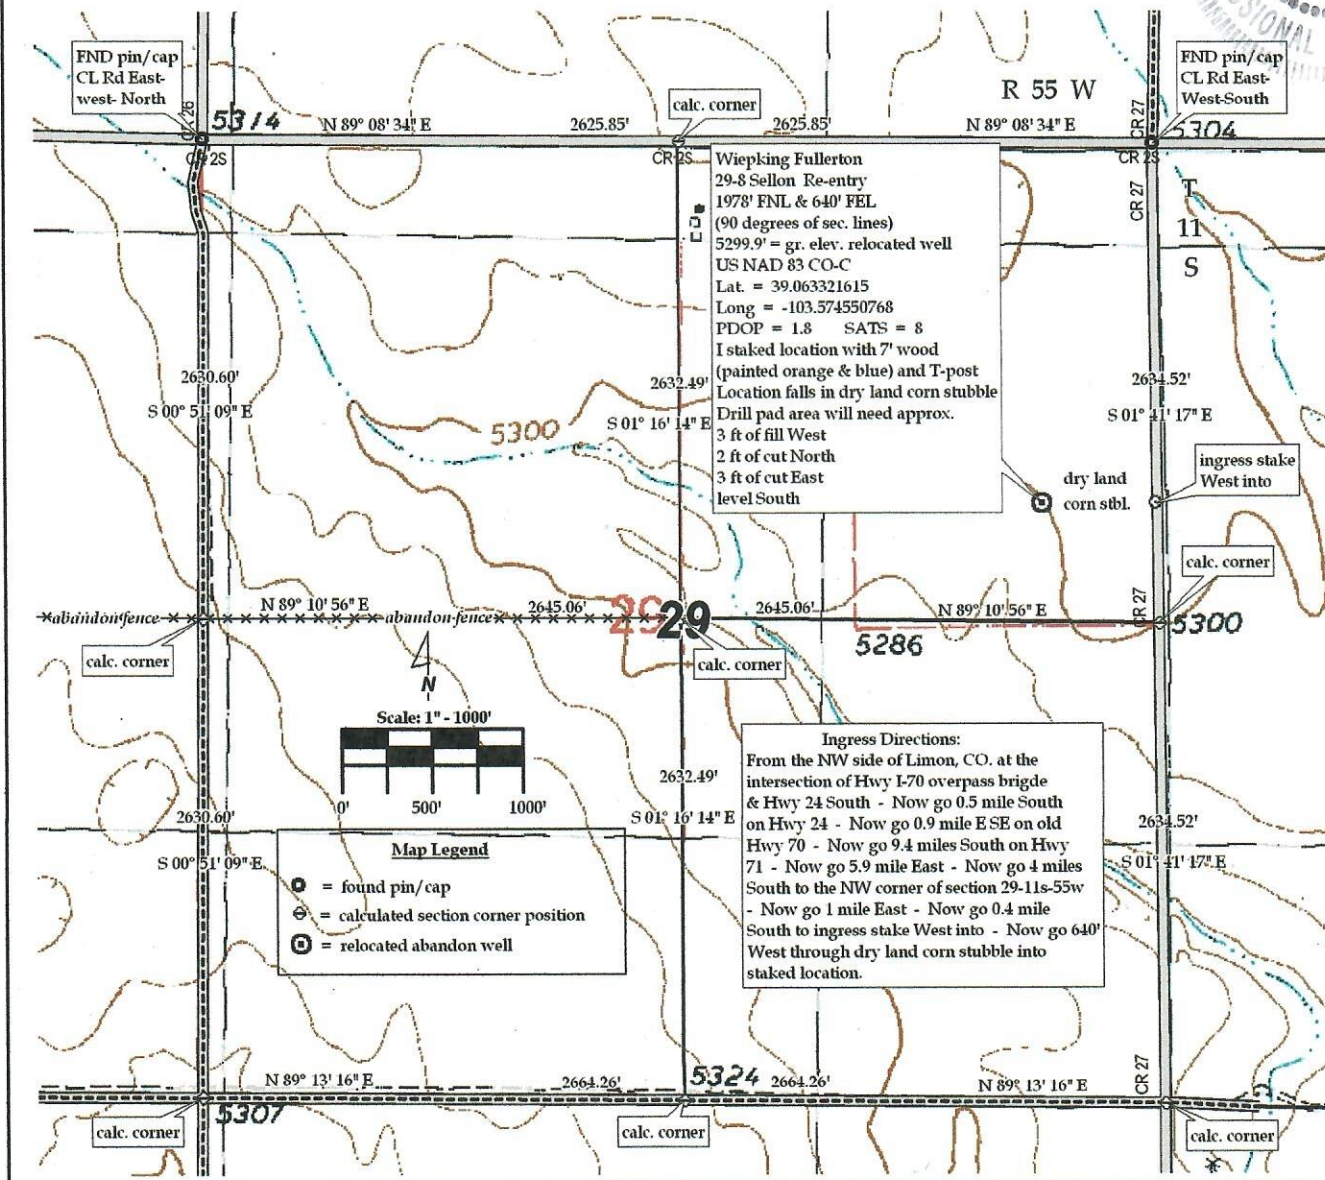 SSIONAL
FND pin/cap
CL Rd East-
west- North
5314
N 89° 08' 34" E
2625.85'
calc. corner
2625.85'
R 55 W
N 89° 08' 34" E
FND pin/cap
CL Rd East-
West-South
CR 27
5304
CR 2S
CR 2S
CR 2S
CR 27
T
11
S
Wiepking Fullerton
29-8 Sellon Re-entry
1978' FNL & 640' FEL
(90 degrees of sec. lines)
5299.9' = gr. elev. relocated well
US NAD 83 CO-C
Lat. = 39.063321615
Long = -103.574550768
PDOP = 1.8 SATS = 8
I staked location with 7' wood
(painted orange & blue) and T-post
Location falls in dry land corn stubble
Drill pad area will need approx.
3 ft of fill West
2 ft of cut North
3 ft of cut East
level South
2630.60'
S 00° 51' 09" E
5300
2632.49'
S 01° 16' 14" E
2634.52'
S 01° 41' 17" E
dry land
corn stbl.
ingress stake
West into
calc. corner
abandon fence
N 89° 10' 56" E
abandon fence
2645.06'
29
29
2645.06'
N 89° 10' 56" E
CR 27
5300
5286
calc. corner
calc. corner
N
Scale: 1" - 1000'
0' 500' 1000'
2630.60'
S 00° 51' 09" E
2632.49'
S 01° 16' 14" E
Map Legend
= found pin/cap
= calculated section corner position
= relocated abandon well
Ingress Directions:
From the NW side of Limon, CO. at the
intersection of Hwy I-70 overpass brigde
& Hwy 24 South - Now go 0.5 mile South
on Hwy 24 - Now go 0.9 mile E SE on old
Hwy 70 - Now go 9.4 miles South on Hwy
71 - Now go 5.9 mile East - Now go 4 miles
South to the NW corner of section 29-11s-55w
- Now go 1 mile East - Now go 0.4 mile
South to ingress stake West into - Now go 640'
West through dry land corn stubble into
staked location.
2634.52'
S 01° 41' 17" E
N 89° 13' 16" E
2664.26'
5324
2664.26'
N 89° 13' 16" E
CR 27
5307
calc. corner
calc. corner
calc. corner